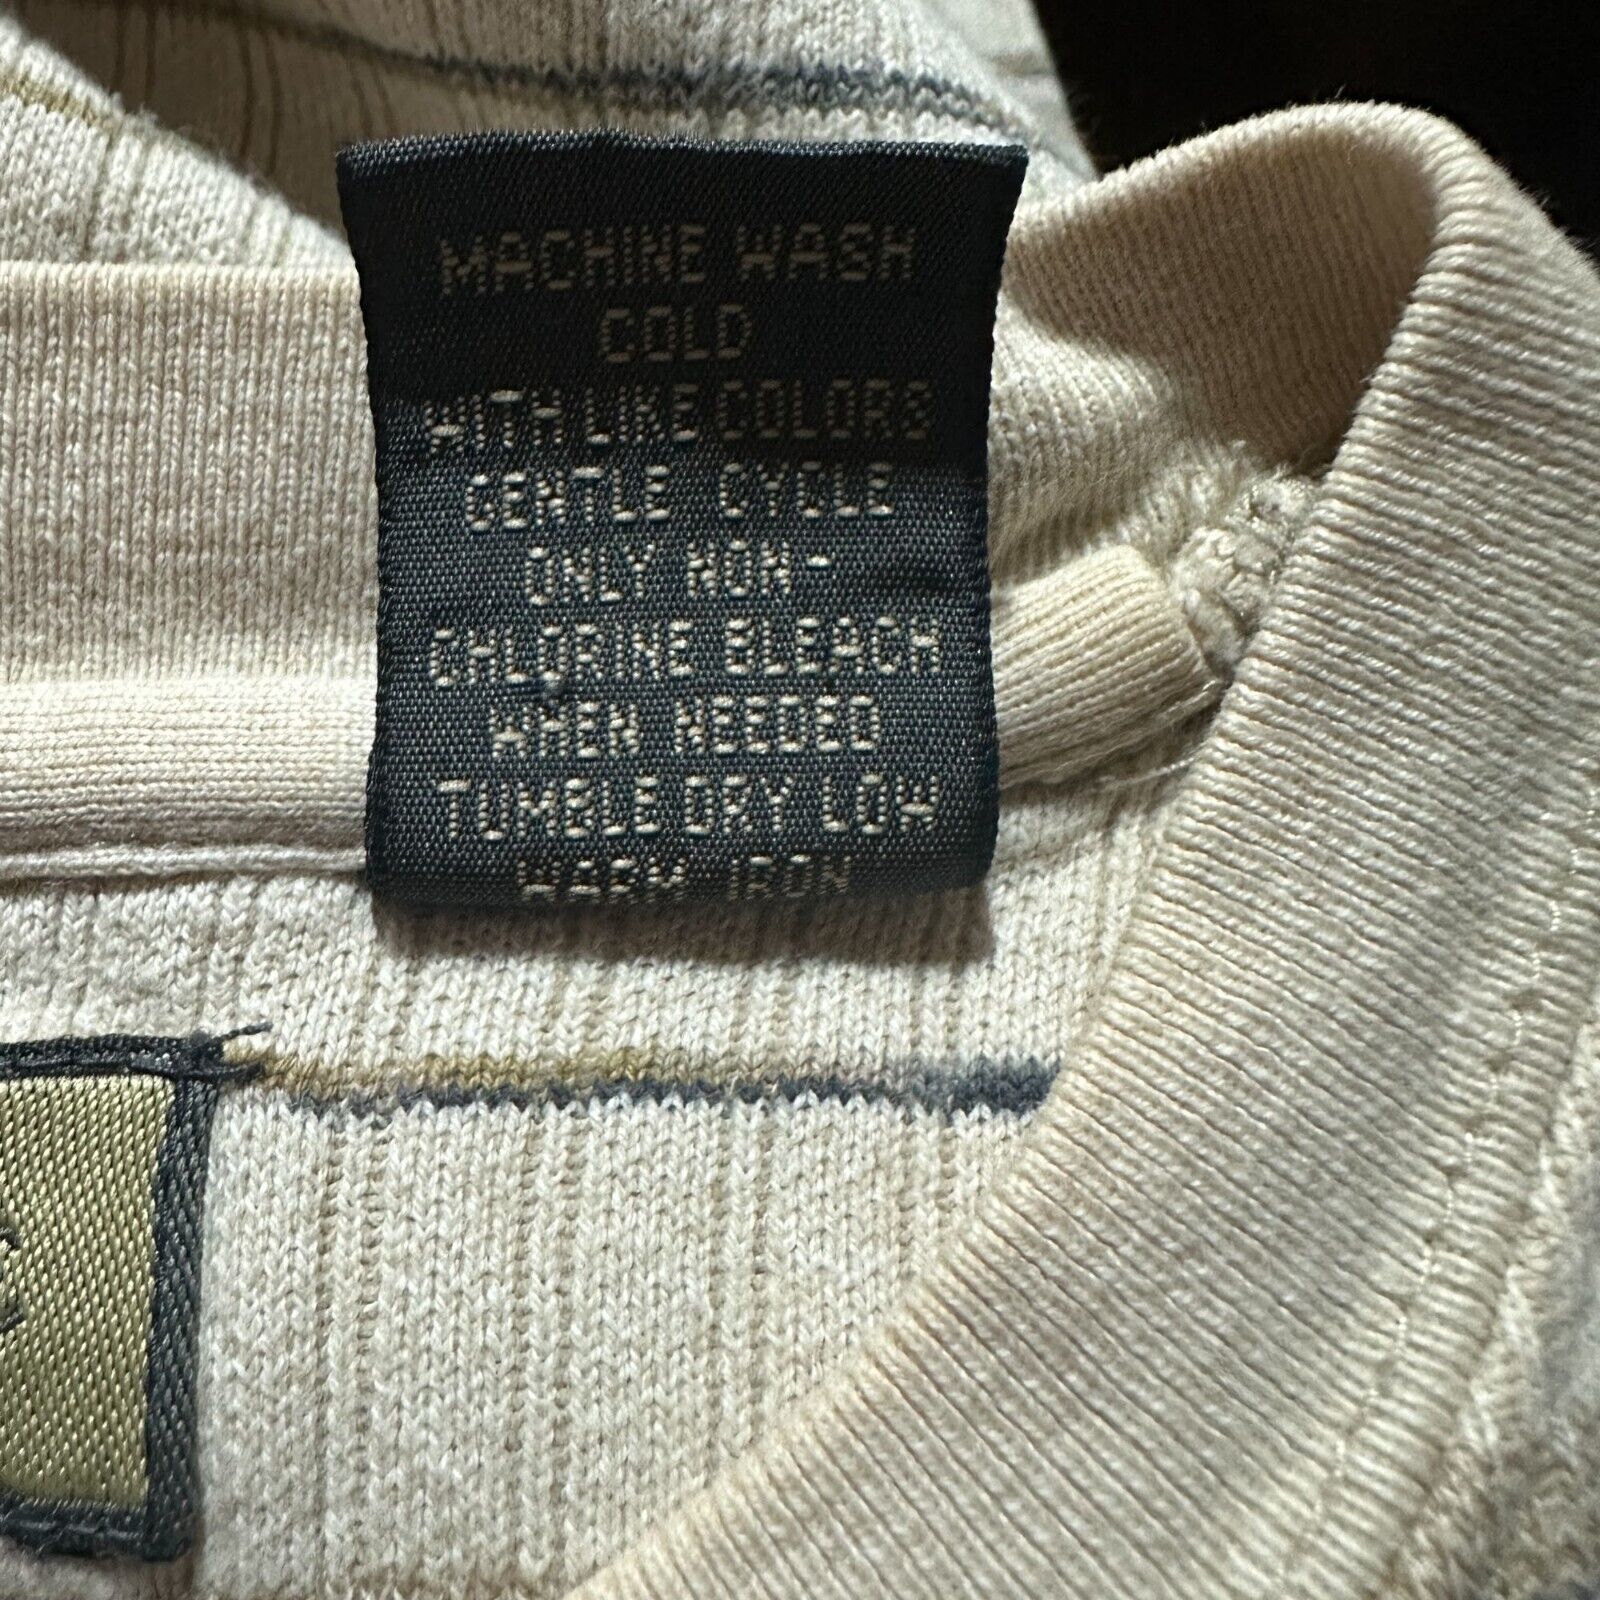 MACHINE WASH
COLD
WITH LIKE COLORS
GENTLE CYCLE
ONLY NON-
CHLORINE BLEACH
WHEN NEEDED
TUMBLE DRY LOW
WARM IRON